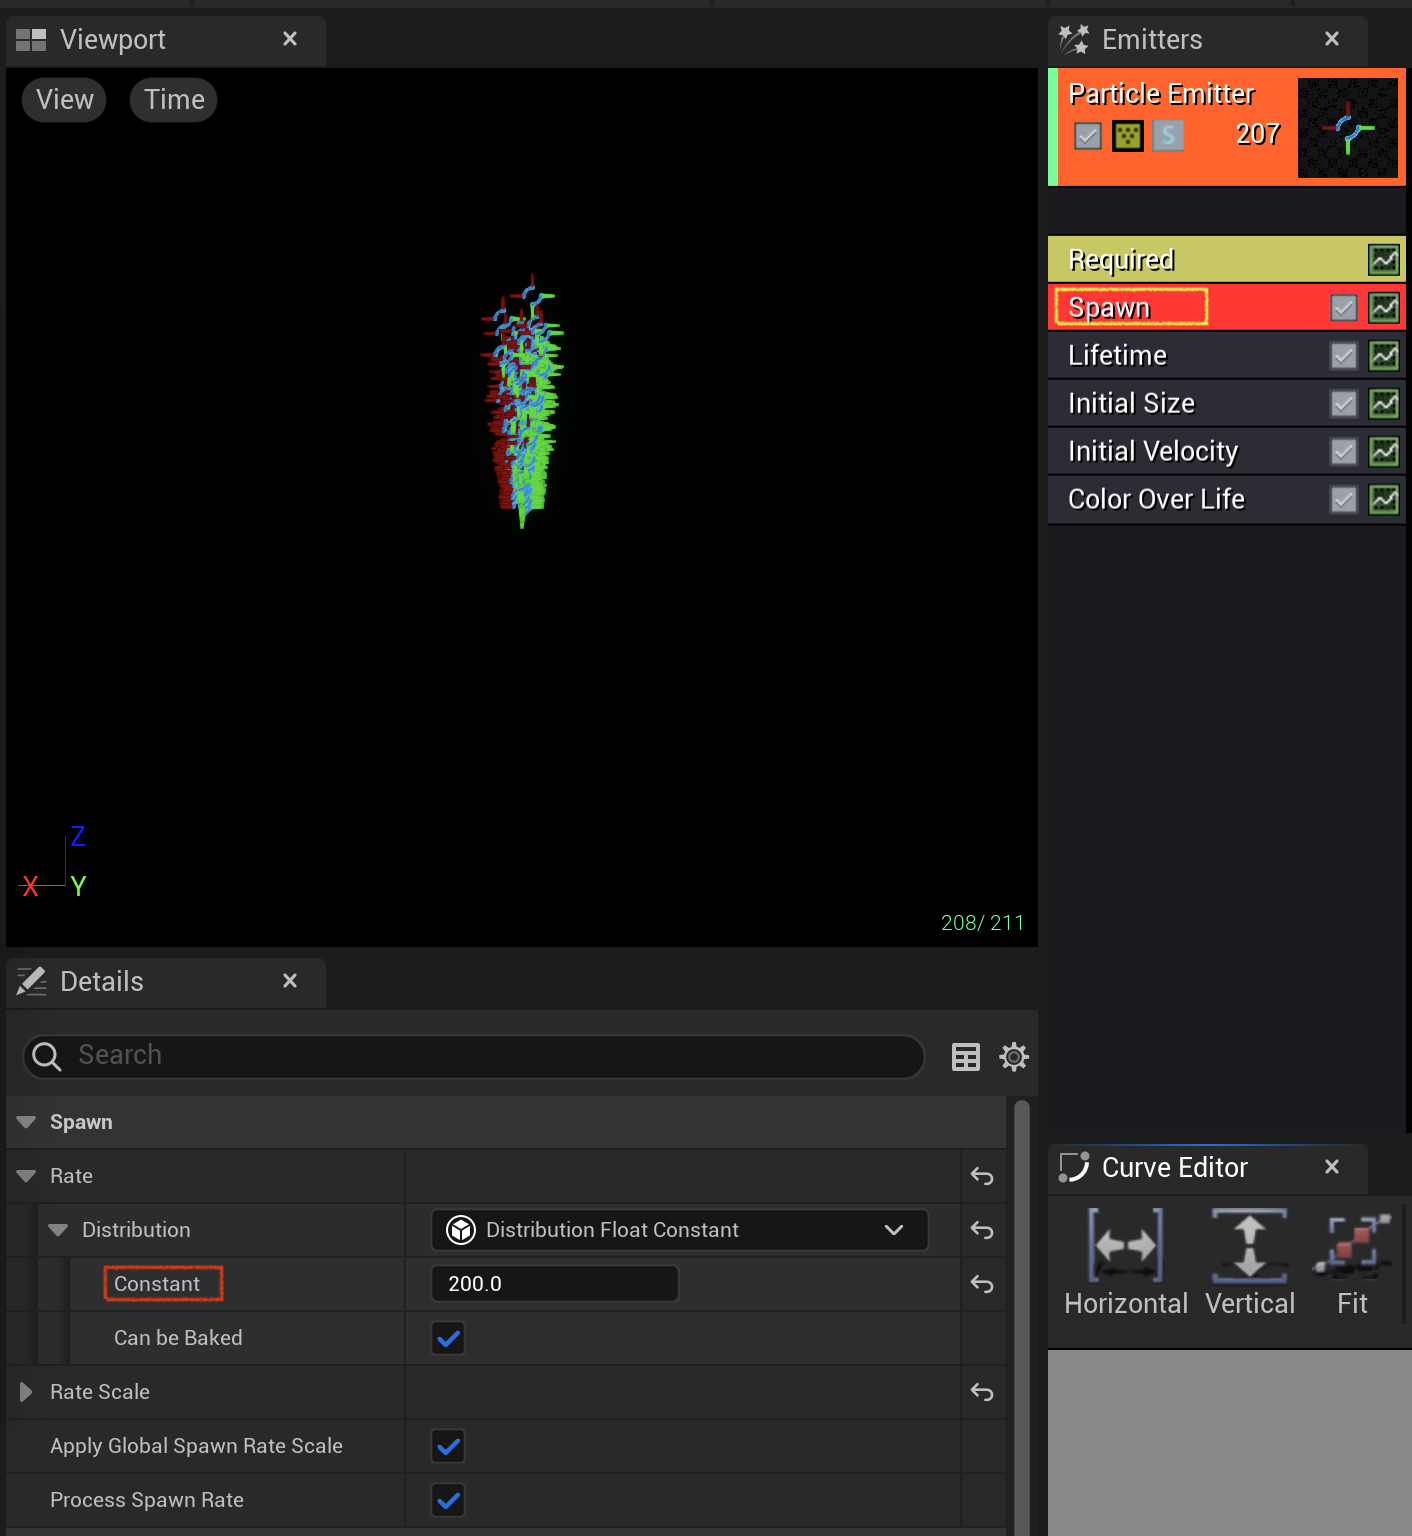 Viewport
View
Time
Z
X
Y
208/ 211
Emitters
Particle Emitter
S
207
Required
Spawn
Lifetime
Initial Size
Initial Velocity
Color Over Life
Details
Search
Spawn
Rate
Distribution
Distribution Float Constant
Constant
200.0
Can be Baked
Rate Scale
Apply Global Spawn Rate Scale
Process Spawn Rate
Curve Editor
Horizontal
Vertical
Fit